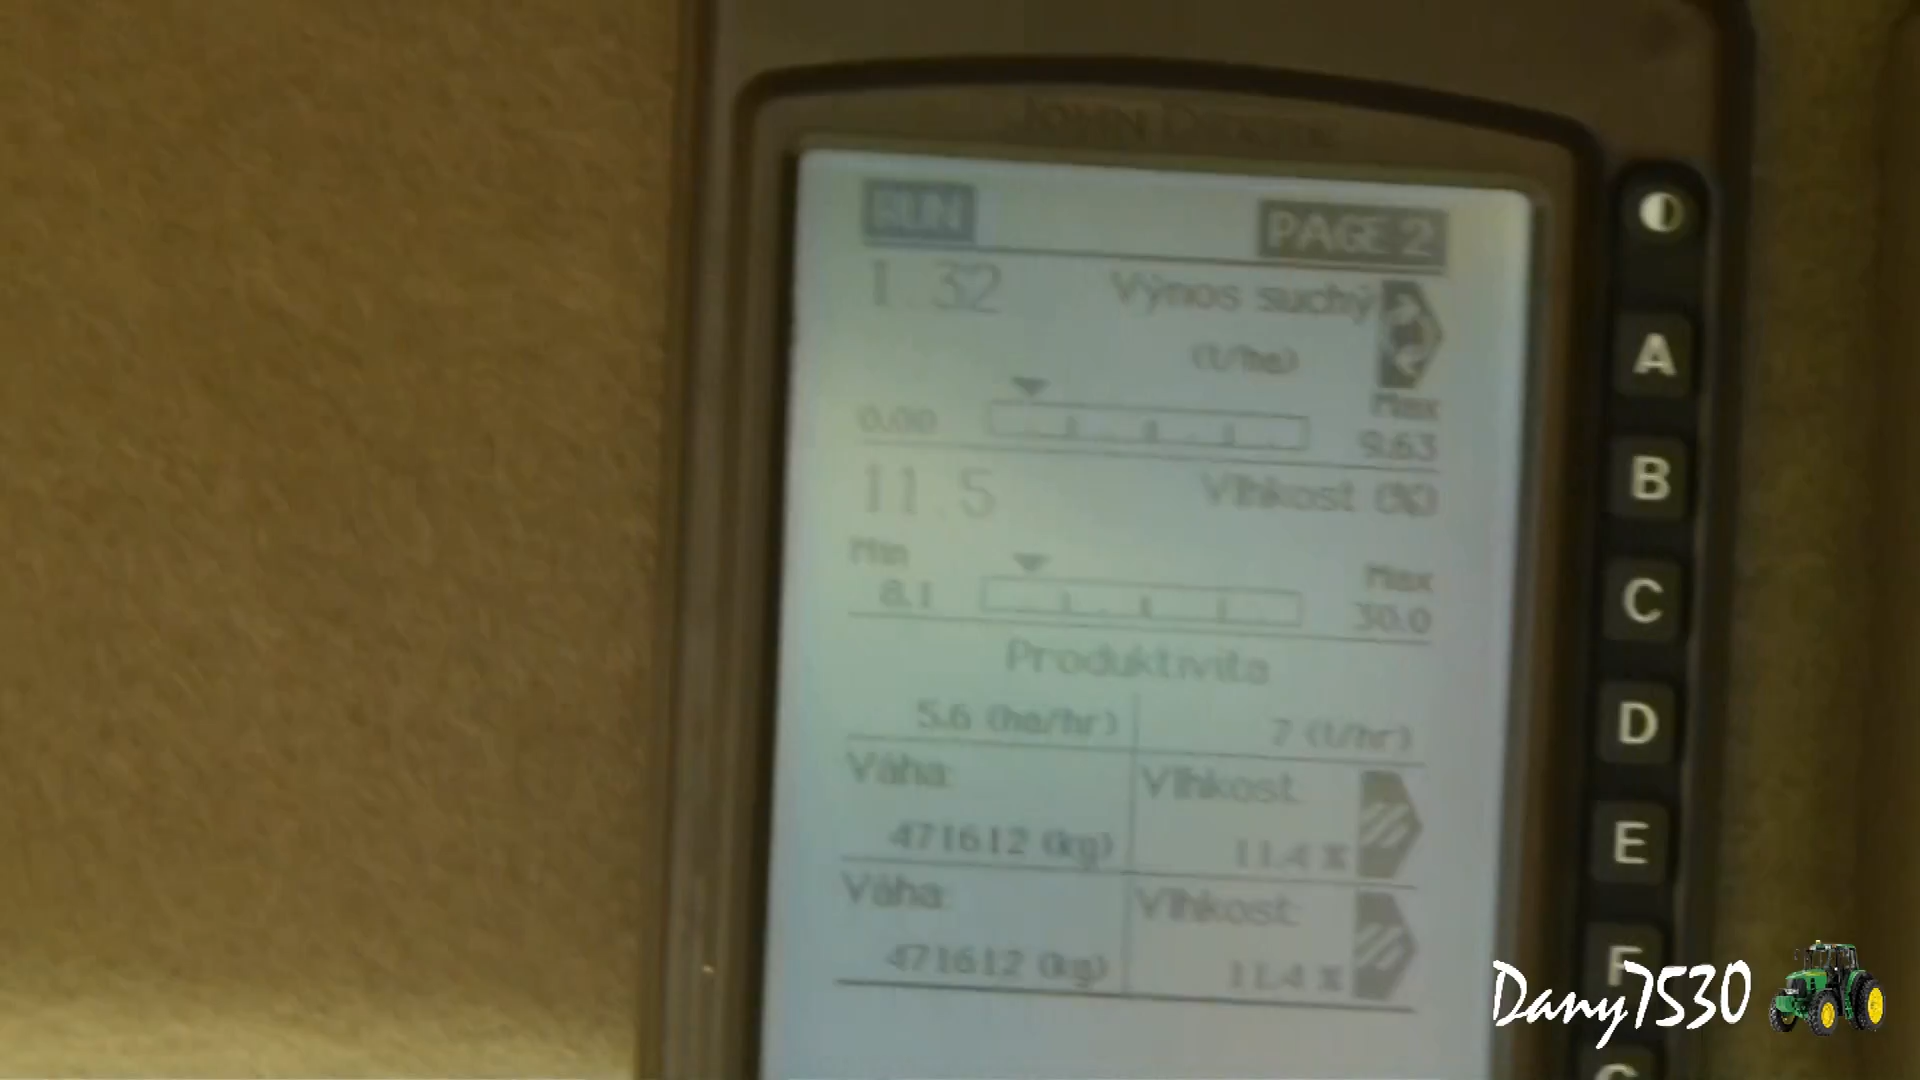 JOHN DEERE
RUN PAGE 2
1.32 Výnos suchý
(t/ha)
Max
0.00 9.63
11.5 Vlhkost (%)
Min Max
8.1 30.0
Produktivita
5.6 (ha/hr) 7 (t/hr)
Váha: Vlhkost:
471612 (kg) 11.4 %
Váha: Vlhkost:
471612 (kg) 11.4 %
A
B
C
D
E
F
G
Dany7530